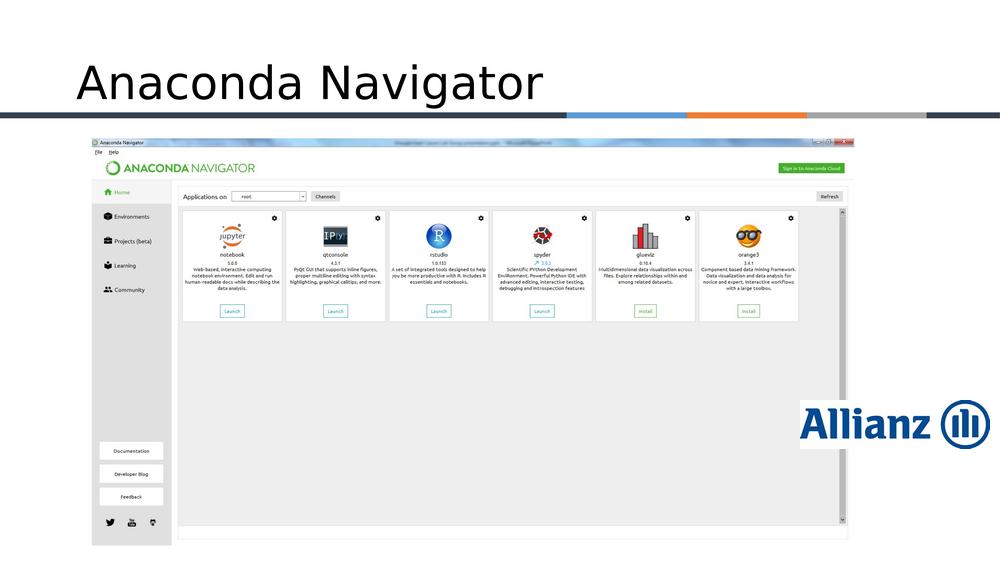 Anaconda Navigator
Anaconda Navigator
File Help
ANACONDA NAVIGATOR
Sign in to Anaconda Cloud
Home
Environments
Projects (beta)
Learning
Community
Documentation
Developer Blog
Feedback
Applications on root Channels Refresh
jupyter
notebook
5.0.0
Web-based, interactive computing
notebook environment. Edit and run
human-readable docs while describing the
data analysis.
Launch
IP[y]:
qtconsole
4.3.1
PyQt GUI that supports inline figures,
proper multiline editing with syntax
highlighting, graphical calltips, and more.
Launch
R
rstudio
1.0.153
A set of integrated tools designed to help
you be more productive with R. Includes R
essentials and notebooks.
Launch
spyder
Scientific PYthon Development
EnviRonment. Powerful Python IDE with
advanced editing, interactive testing,
debugging and introspection features
Launch
glueviz
0.10.4
Multidimensional data visualization across
files. Explore relationships within and
among related datasets.
Install
orange3
3.4.1
Component based data mining framework.
Data visualization and data analysis for
novice and expert. Interactive workflows
with a large toolbox.
Install
Allianz